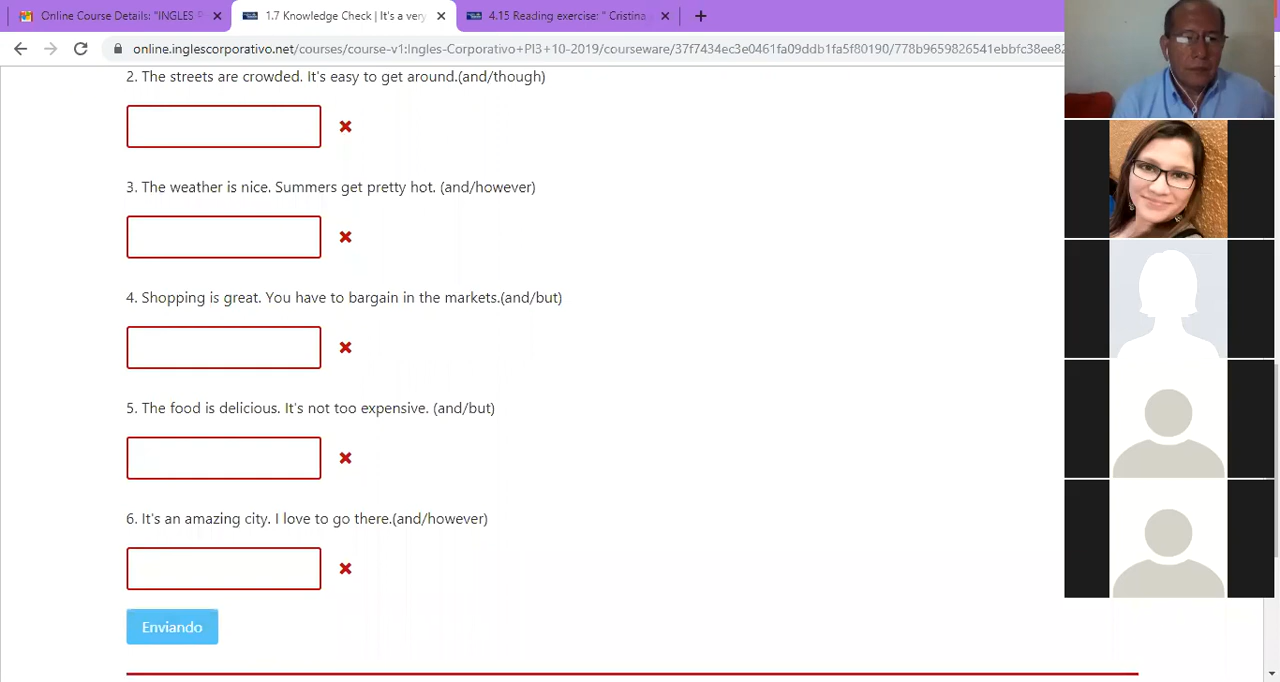 Online Course Details: "INGLES P
1.7 Knowledge Check | It's a very
4.15 Reading exercise: " Cristina
online.inglescorporativo.net/courses/course-v1:Ingles-Corporativo+PI3+10-2019/courseware/37f7434ec3e0461fa09ddb1fa5f80190/778b9659826541ebbfc38ee82
2. The streets are crowded. It's easy to get around.(and/though)
3. The weather is nice. Summers get pretty hot. (and/however)
4. Shopping is great. You have to bargain in the markets.(and/but)
5. The food is delicious. It's not too expensive. (and/but)
6. It's an amazing city. I love to go there.(and/however)
Enviando